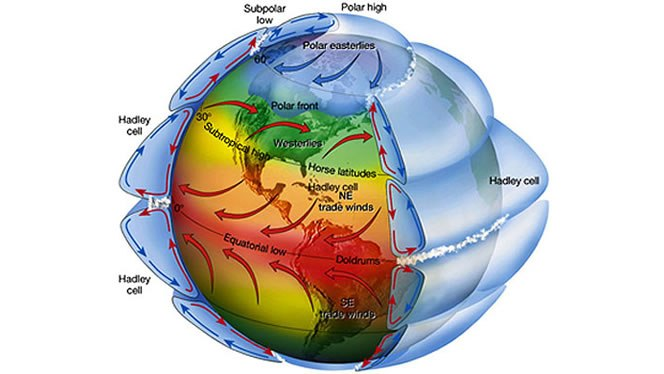 Subpolar
low
Polar high
Polar easterlies
60°
Polar front
30°
Hadley
cell
Subtropical high
Westerlies
Horse latitudes
Hadley cell
Hadley cell
NE
trade winds
0°
Equatorial low
Doldrums
Hadley
cell
SE
trade winds